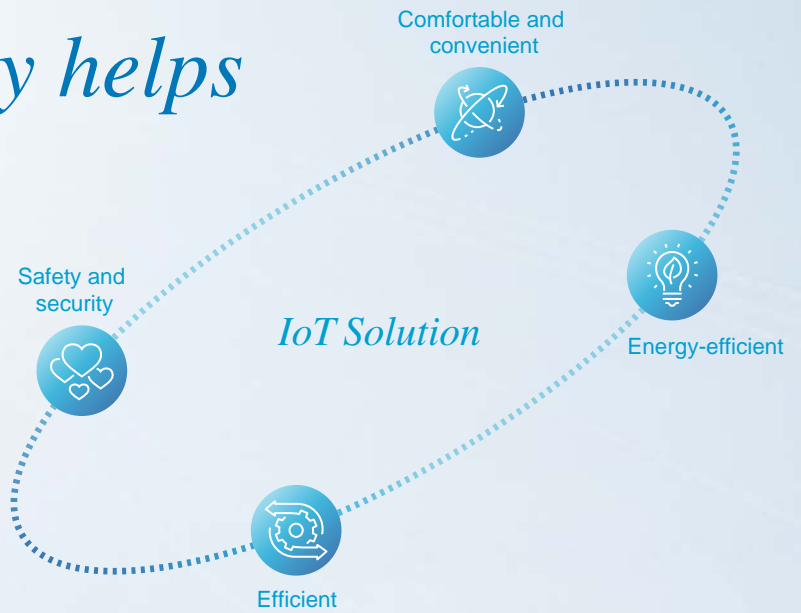 y helps
Comfortable and
convenient
Safety and
security
IoT Solution
Energy-efficient
Efficient